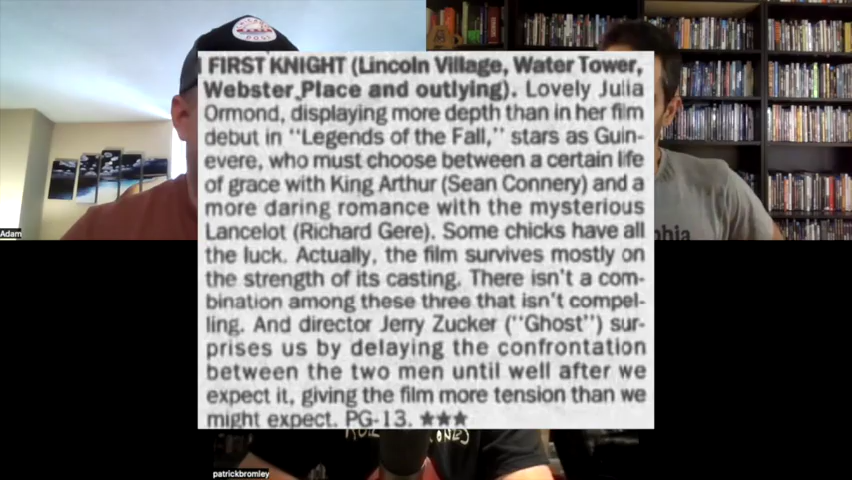 FIRST KNIGHT (Lincoln Village, Water Tower,
Webster Place and outlying). Lovely Julia
Ormond, displaying more depth than in her film
debut in "Legends of the Fall," stars as Guin-
evere, who must choose between a certain life
of grace with King Arthur (Sean Connery) and a
more daring romance with the mysterious
Lancelot (Richard Gere). Some chicks have all
the luck. Actually, the film survives mostly on
the strength of its casting. There isn't a com-
bination among these three that isn't compel-
ling. And director Jerry Zucker ("Ghost") sur-
prises us by delaying the confrontation
between the two men until well after we
expect it, giving the film more tension than we
might expect. PG-13. ★★★
Adam
patrickbromley